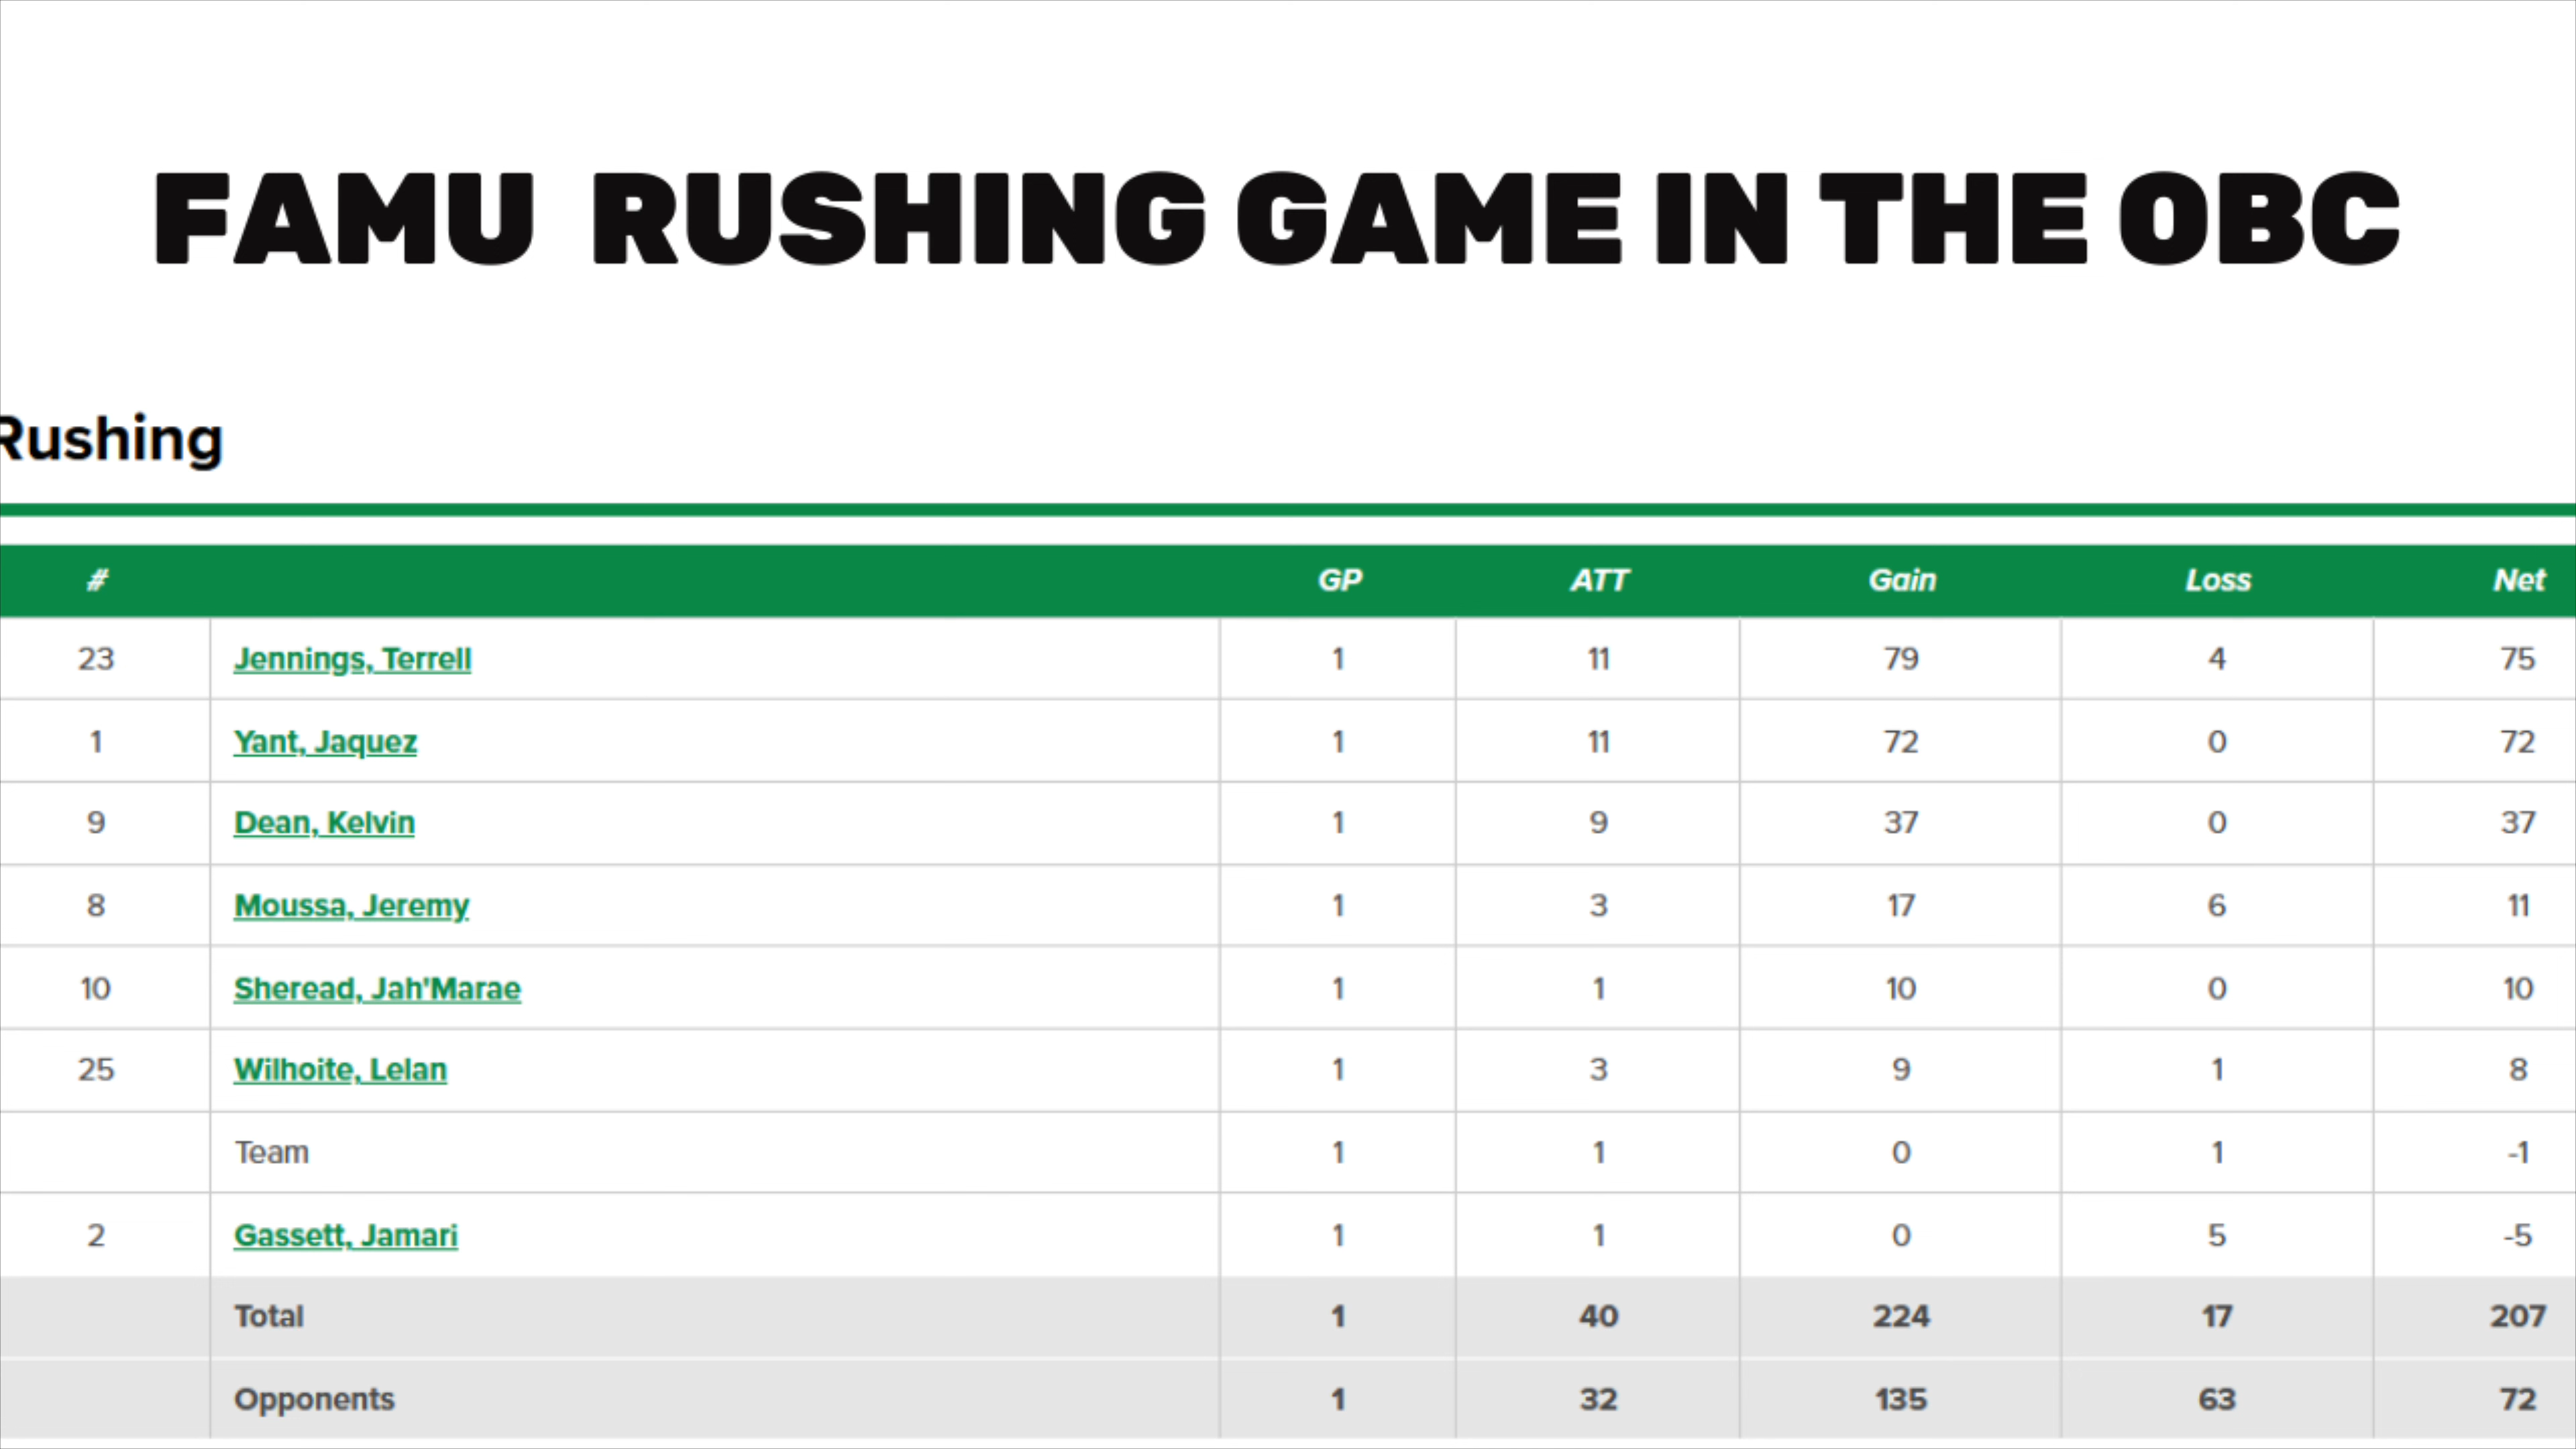 FAMU RUSHING GAME IN THE OBC
Rushing
# GP ATT Gain Loss Net
23 Jennings, Terrell 1 11 79 4 75
1 Yant, Jaquez 1 11 72 0 72
9 Dean, Kelvin 1 9 37 0 37
8 Moussa, Jeremy 1 3 17 6 11
10 Sheread, Jah'Marae 1 1 10 0 10
25 Wilhoite, Lelan 1 3 9 1 8
Team 1 1 0 1 -1
2 Gassett, Jamari 1 1 0 5 -5
Total 1 40 224 17 207
Opponents 1 32 135 63 72